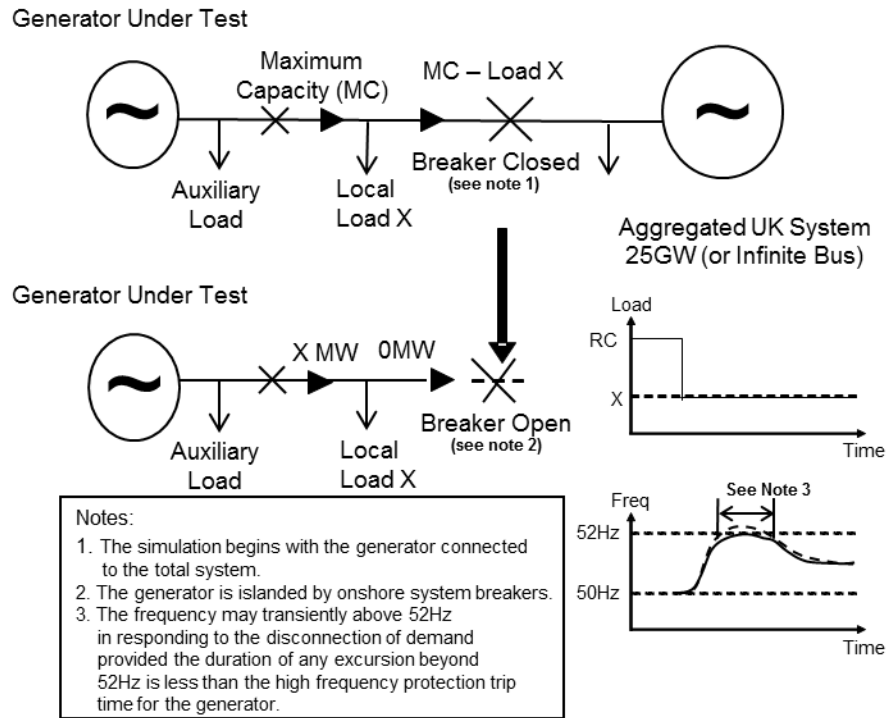 Generator Under Test
Maximum
Capacity (MC)
MC – Load X
Auxiliary
Load
Local
Load X
Breaker Closed
(see note 1)
Aggregated UK System
25GW (or Infinite Bus)
Generator Under Test
X MW
0MW
Auxiliary
Load
Local
Load X
Breaker Open
(see note 2)
Load
RC
X
Time
Freq
See Note 3
52Hz
50Hz
Time
Notes:
1. The simulation begins with the generator connected
to the total system.
2. The generator is islanded by onshore system breakers.
3. The frequency may transiently above 52Hz
in responding to the disconnection of demand
provided the duration of any excursion beyond
52Hz is less than the high frequency protection trip
time for the generator.